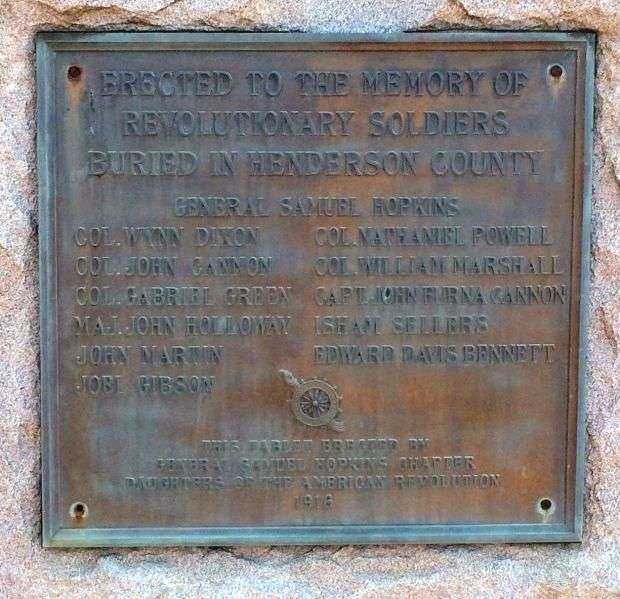 ERECTED TO THE MEMORY OF
REVOLUTIONARY SOLDIERS
BURIED IN HENDERSON COUNTY
GENERAL SAMUEL HOPKINS
COL. WYNN DIXON
COL. JOHN CANNON
COL. GABRIEL GREEN
MAJ. JOHN HOLLOWAY
JOHN MARTIN
JOEL GIBSON
COL. NATHANIEL POWELL
COL. WILLIAM MARSHALL
CAPT. JOHN FURNA CANNON
ISHAM SELLERS
EDWARD DAVIS BENNETT
THIS TABLET ERECTED BY
GENERAL SAMUEL HOPKINS CHAPTER
DAUGHTERS OF THE AMERICAN REVOLUTION